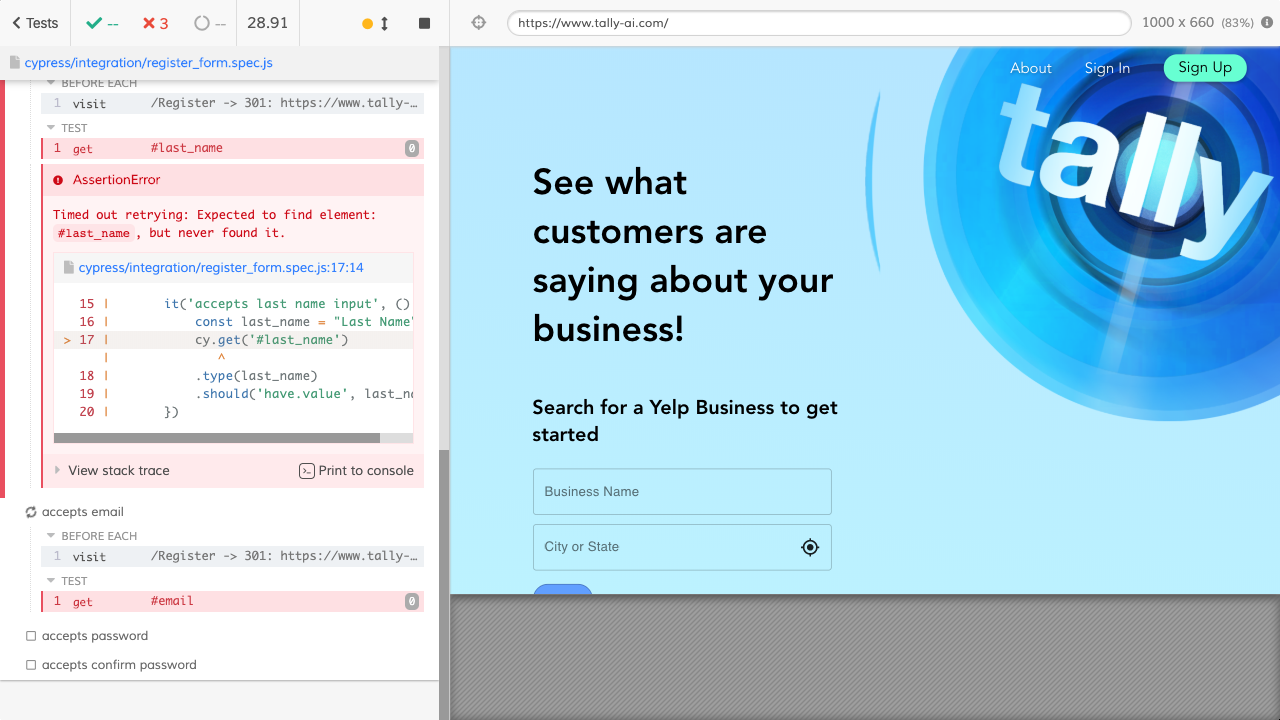 Tests
--
3
--
28.91
cypress/integration/register_form.spec.js
BEFORE EACH
1 visit /Register -> 301: https://www.tally-…
TEST
1 get #last_name 0
AssertionError
Timed out retrying: Expected to find element:
#last_name, but never found it.
cypress/integration/register_form.spec.js:17:14
15 | it('accepts last name input', ()
16 | const last_name = "Last Name"
> 17 | cy.get('#last_name')
| ^
18 | .type(last_name)
19 | .should('have.value', last_na
20 | })
View stack trace
Print to console
accepts email
BEFORE EACH
1 visit /Register -> 301: https://www.tally-…
TEST
1 get #email 0
accepts password
accepts confirm password
https://www.tally-ai.com/
1000 x 660 (83%)
About
Sign In
Sign Up
tally
See what
customers are
saying about your
business!
Search for a Yelp Business to get
started
Business Name
City or State